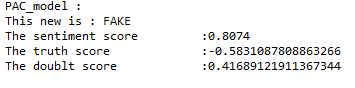 PAC_model :
This new is : FAKE
The sentiment score :0.8074
The truth score :-0.5831087808863266
The doublt score :0.41689121911367344